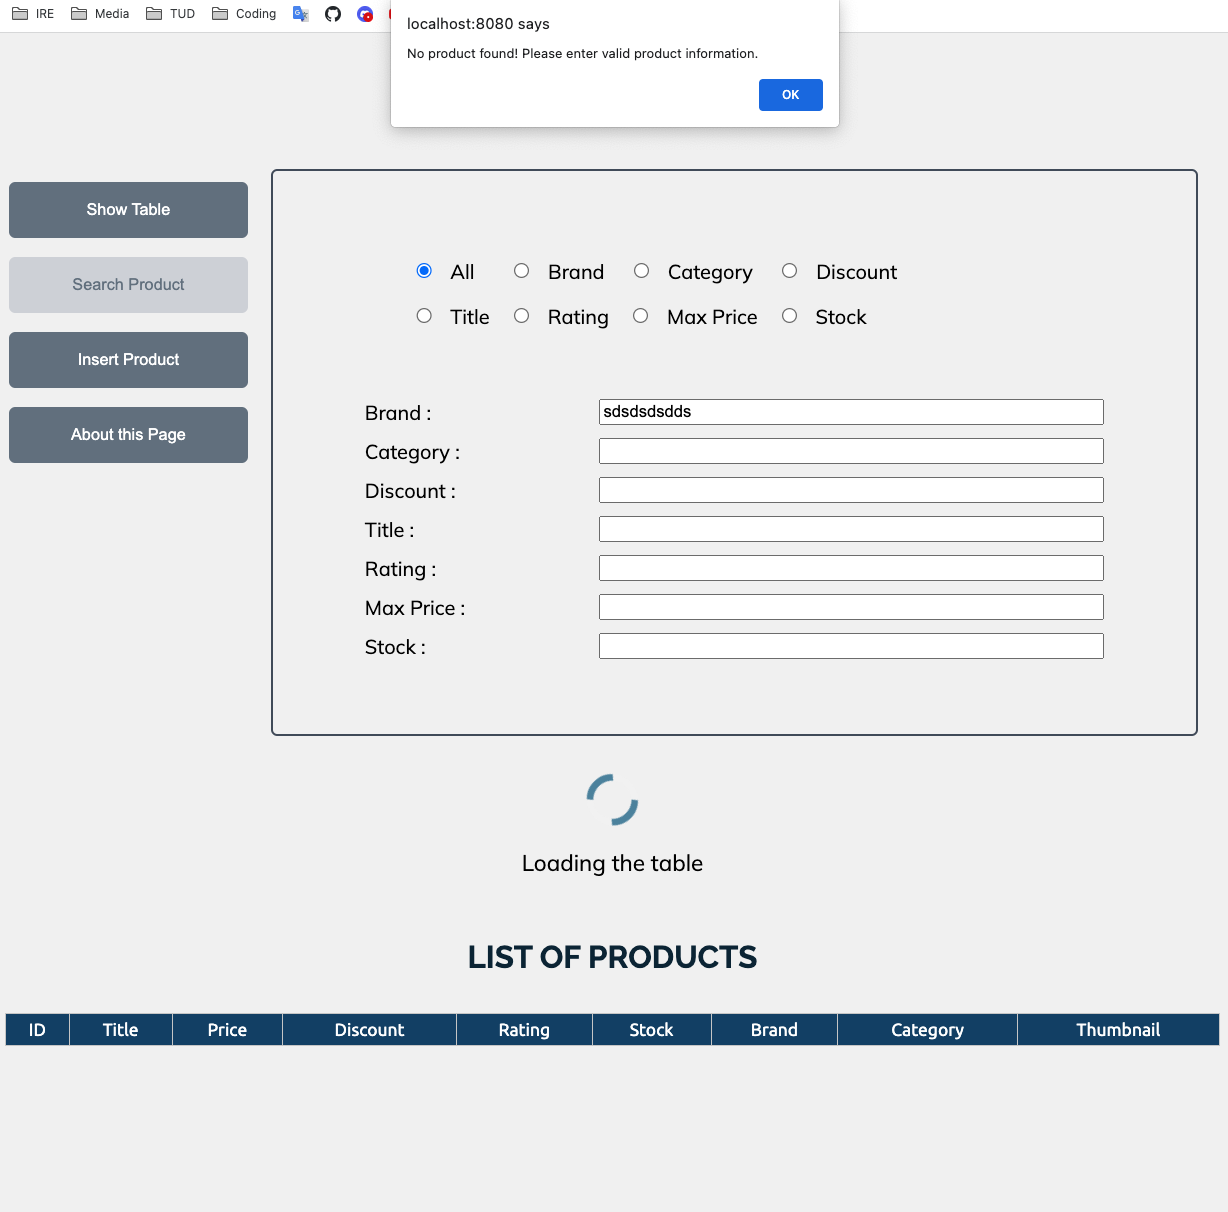 IRE Media TUD Coding
localhost:8080 says
No product found! Please enter valid product information.
OK
Show Table
Search Product
Insert Product
About this Page
All Brand Category Discount
Title Rating Max Price Stock
Brand : sdsdsdsdds
Category :
Discount :
Title :
Rating :
Max Price :
Stock :
Loading the table
LIST OF PRODUCTS
ID Title Price Discount Rating Stock Brand Category Thumbnail